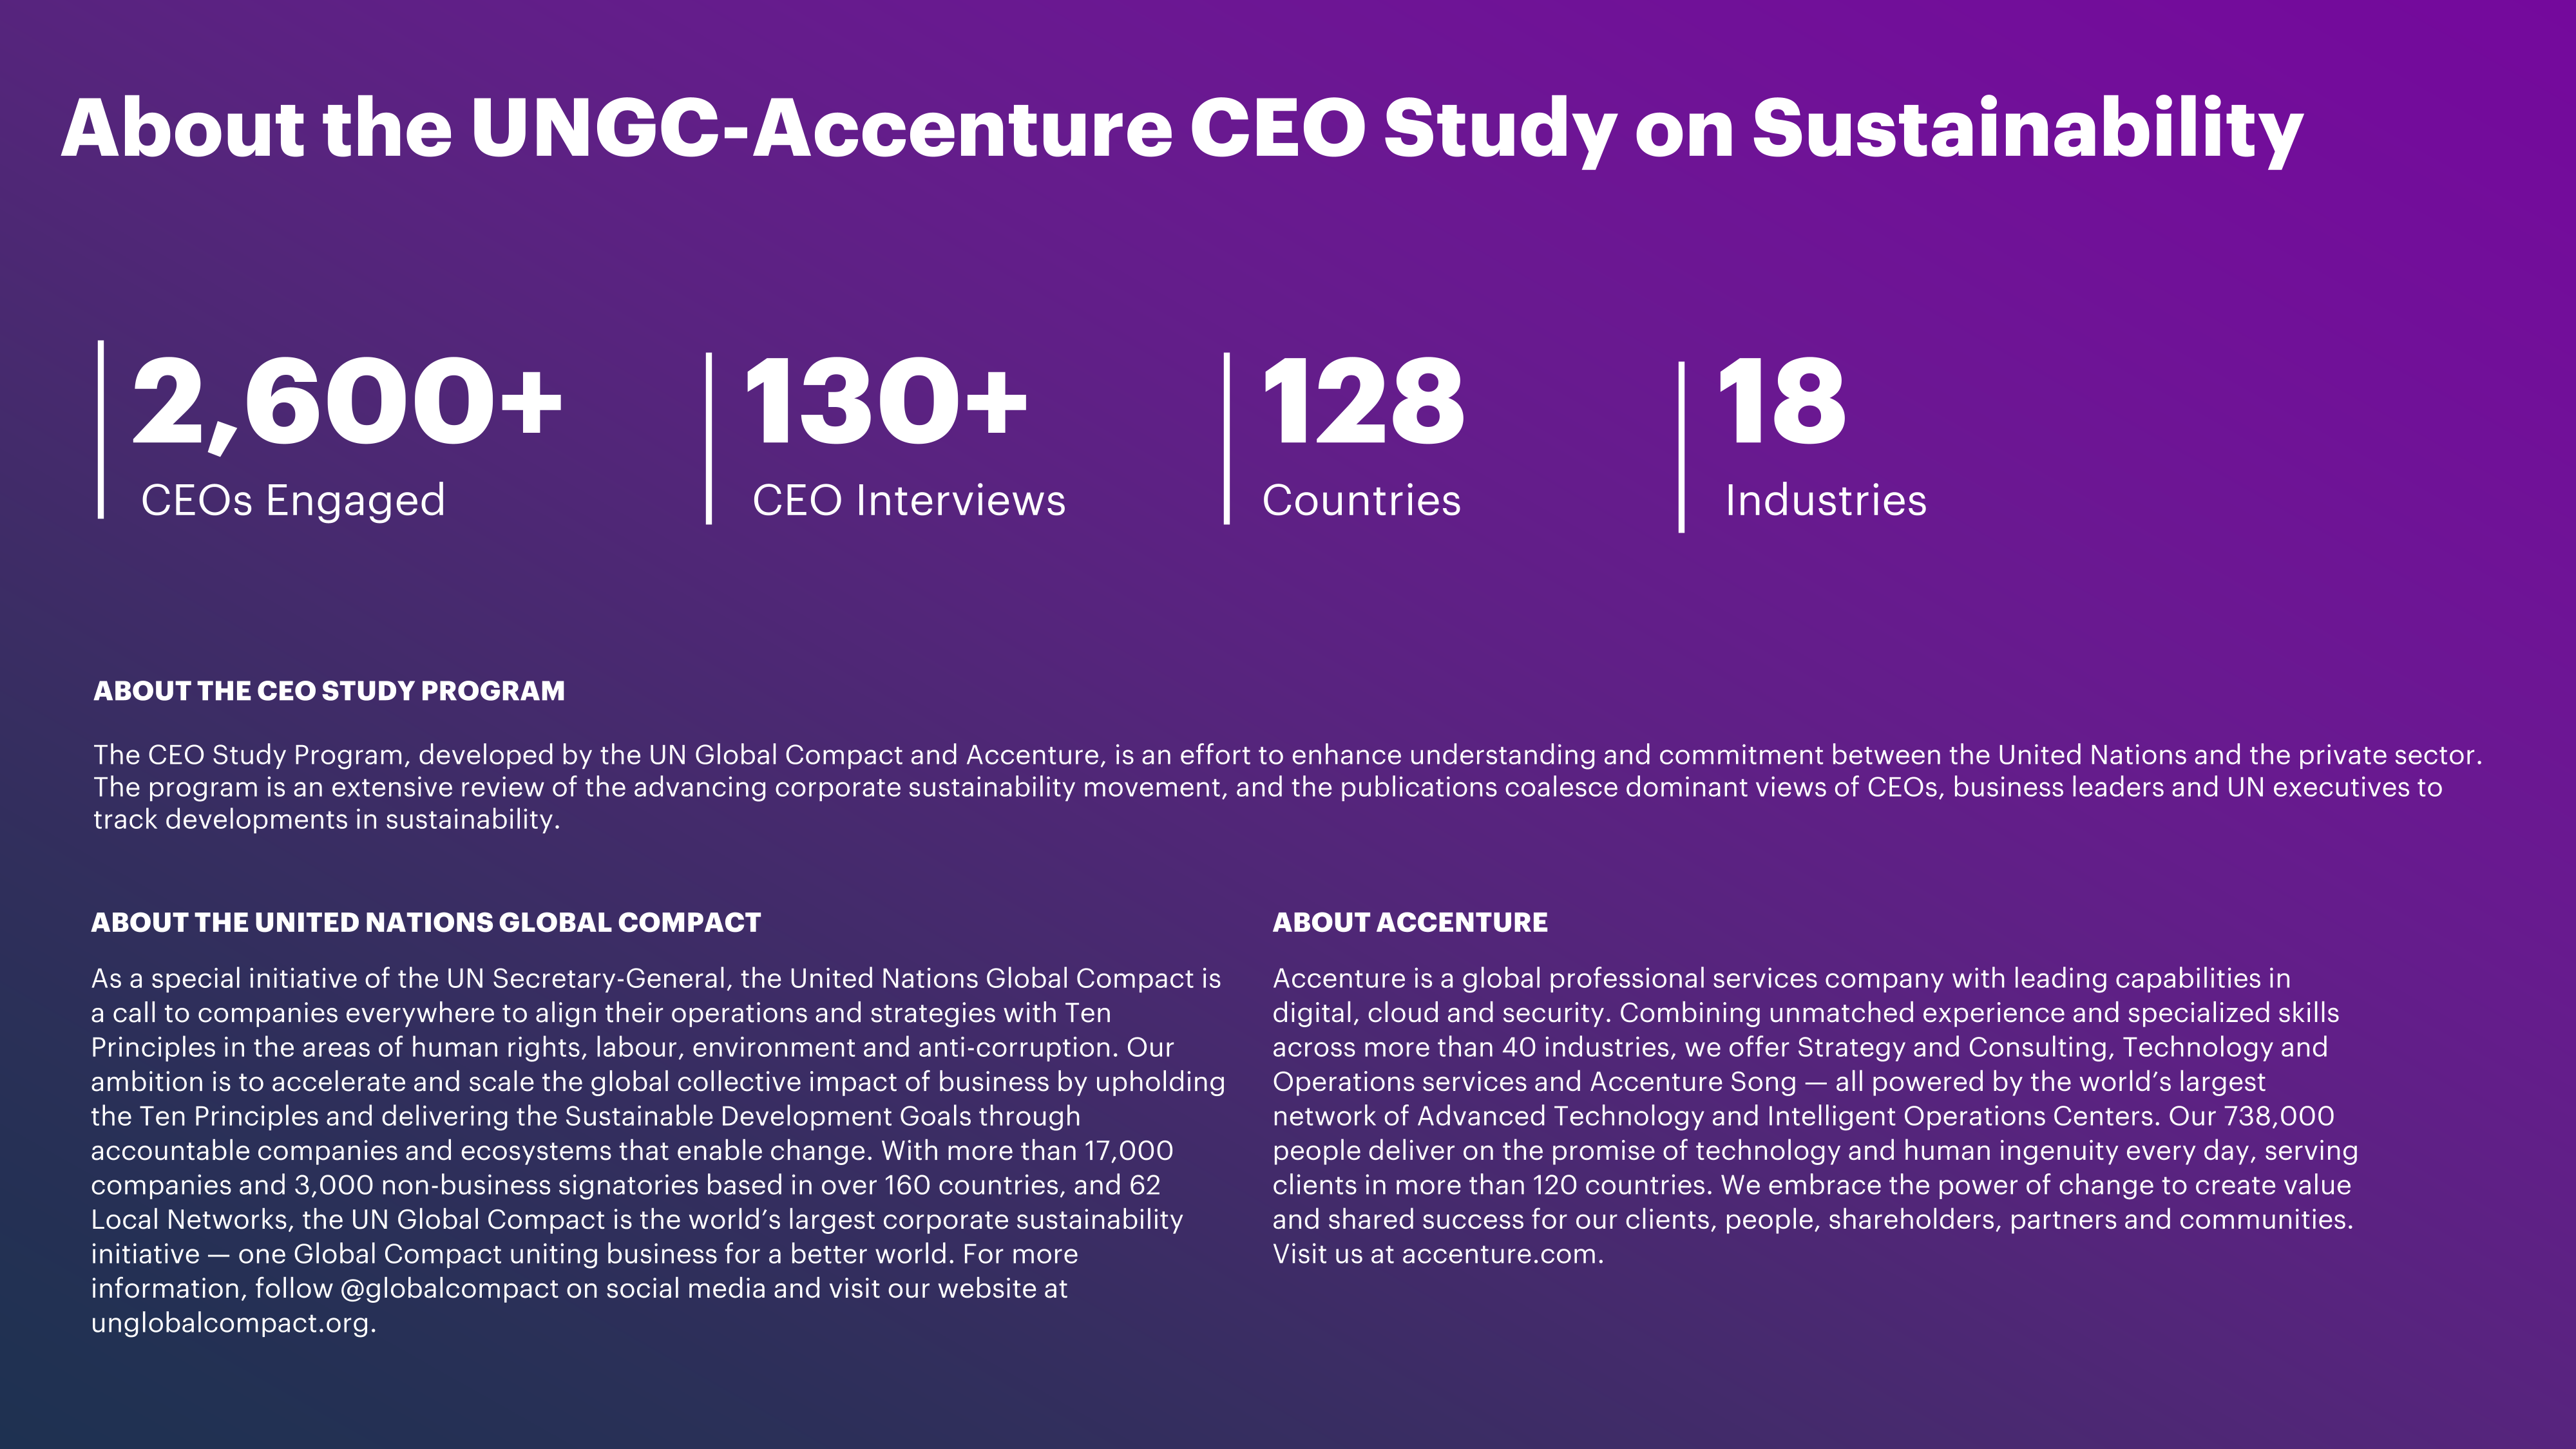 About the UNGC-Accenture CEO Study on Sustainability
2,600+
CEOs Engaged
130+
CEO Interviews
128
Countries
18
Industries
ABOUT THE CEO STUDY PROGRAM
The CEO Study Program, developed by the UN Global Compact and Accenture, is an effort to enhance understanding and commitment between the United Nations and the private sector.
The program is an extensive review of the advancing corporate sustainability movement, and the publications coalesce dominant views of CEOs, business leaders and UN executives to
track developments in sustainability.
ABOUT THE UNITED NATIONS GLOBAL COMPACT
As a special initiative of the UN Secretary-General, the United Nations Global Compact is
a call to companies everywhere to align their operations and strategies with Ten
Principles in the areas of human rights, labour, environment and anti-corruption. Our
ambition is to accelerate and scale the global collective impact of business by upholding
the Ten Principles and delivering the Sustainable Development Goals through
accountable companies and ecosystems that enable change. With more than 17,000
companies and 3,000 non-business signatories based in over 160 countries, and 62
Local Networks, the UN Global Compact is the world’s largest corporate sustainability
initiative — one Global Compact uniting business for a better world. For more
information, follow @globalcompact on social media and visit our website at
unglobalcompact.org.
ABOUT ACCENTURE
Accenture is a global professional services company with leading capabilities in
digital, cloud and security. Combining unmatched experience and specialized skills
across more than 40 industries, we offer Strategy and Consulting, Technology and
Operations services and Accenture Song — all powered by the world’s largest
network of Advanced Technology and Intelligent Operations Centers. Our 738,000
people deliver on the promise of technology and human ingenuity every day, serving
clients in more than 120 countries. We embrace the power of change to create value
and shared success for our clients, people, shareholders, partners and communities.
Visit us at accenture.com.